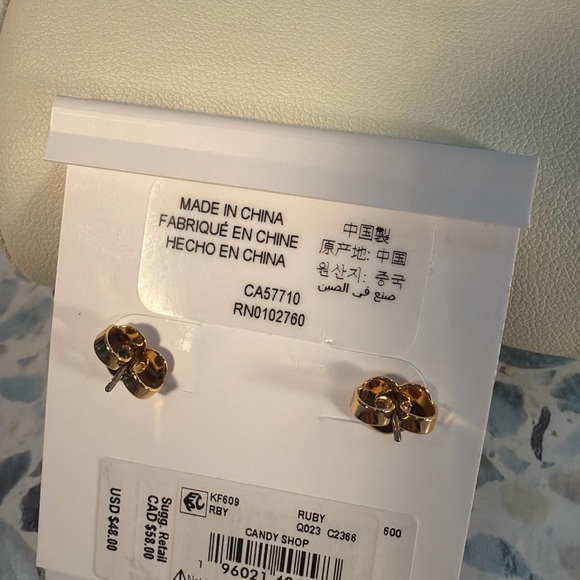 MADE IN CHINA
FABRIQUÉ EN CHINE
HECHO EN CHINA
中国製
原产地: 中国
원산지: 중국
صنع في الصين
CA57710
RN0102760
Sugg. Retail
CAD $58.00
USD $48.00
KF609
RBY
RUBY
Q023 C2366
600
CANDY SHOP
1
96021